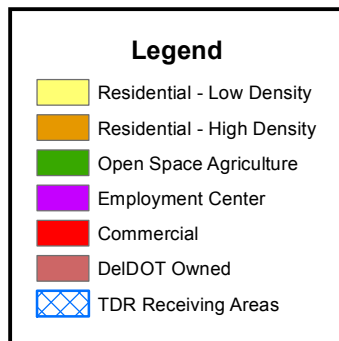 Legend
Residential - Low Density
Residential - High Density
Open Space Agriculture
Employment Center
Commercial
DelDOT Owned
TDR Receiving Areas